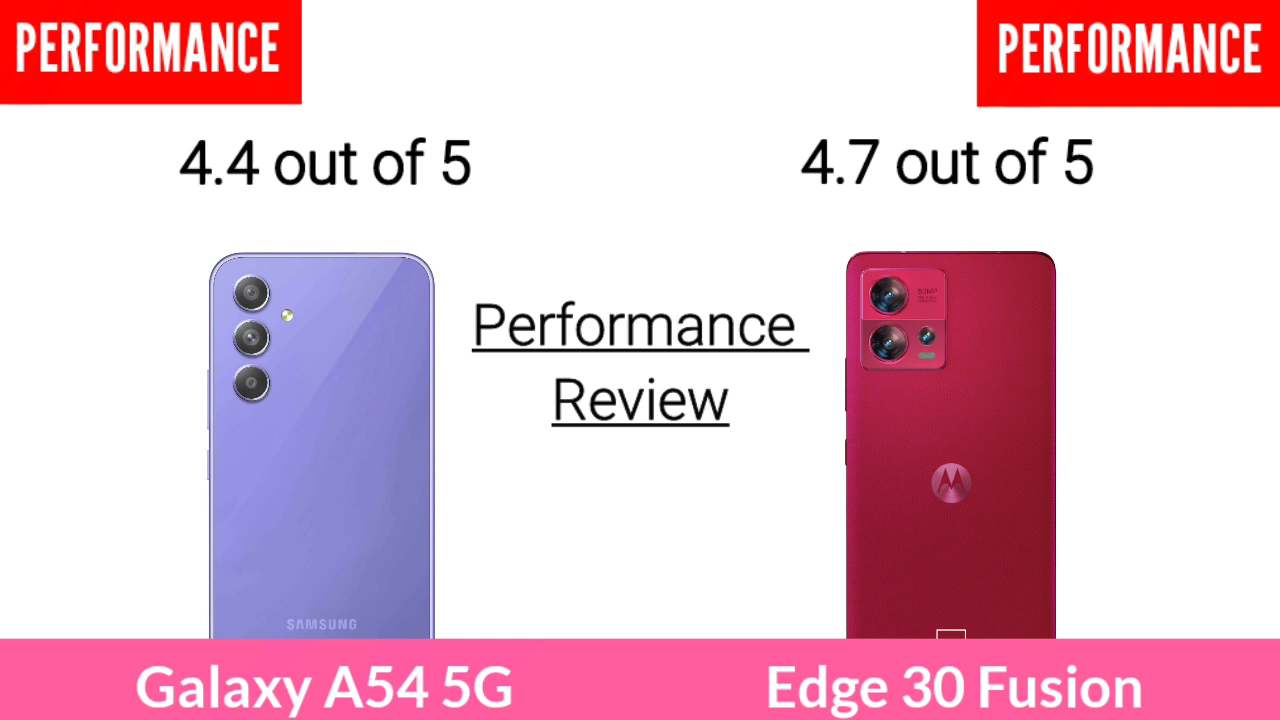 PERFORMANCE
PERFORMANCE
4.4 out of 5
4.7 out of 5
Performance
Review
50MP
SAMSUNG
Galaxy A54 5G
Edge 30 Fusion